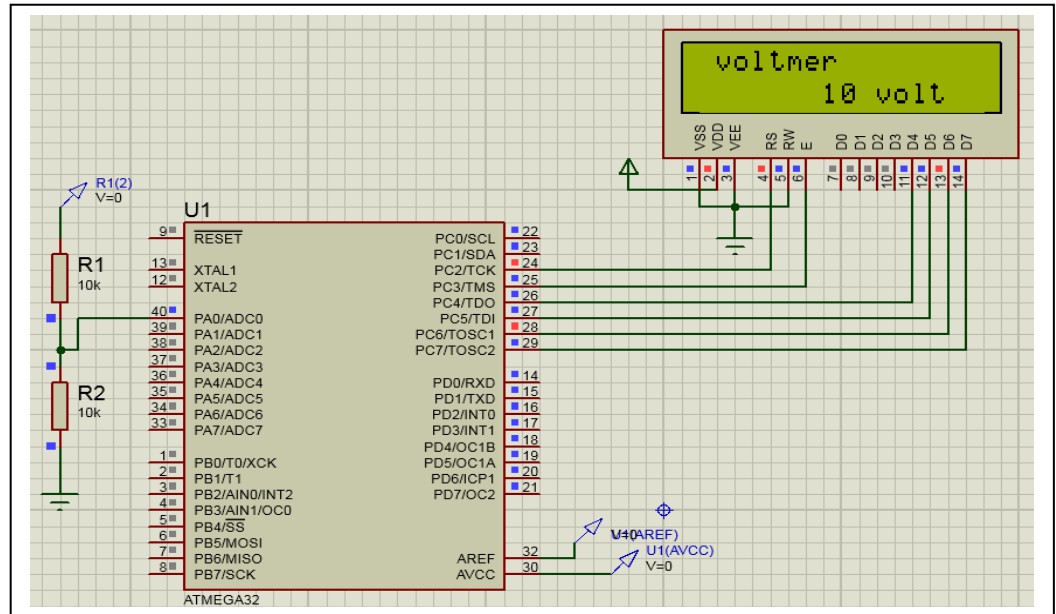 voltmer
10 volt
VSS
VDD
VEE
RS
RW
E
D0
D1
D2
D3
D4
D5
D6
D7
1
2
3
4
5
6
7
8
9
10
11
12
13
14
R1(2)
V=0
R1
10k
R2
10k
U1
9 RESET
13 XTAL1
12 XTAL2
40 PA0/ADC0
39 PA1/ADC1
38 PA2/ADC2
37 PA3/ADC3
36 PA4/ADC4
35 PA5/ADC5
34 PA6/ADC6
33 PA7/ADC7
1 PB0/T0/XCK
2 PB1/T1
3 PB2/AIN0/INT2
4 PB3/AIN1/OC0
5 PB4/SS
6 PB5/MOSI
7 PB6/MISO
8 PB7/SCK
PC0/SCL 22
PC1/SDA 23
PC2/TCK 24
PC3/TMS 25
PC4/TDO 26
PC5/TDI 27
PC6/TOSC1 28
PC7/TOSC2 29
PD0/RXD 14
PD1/TXD 15
PD2/INT0 16
PD3/INT1 17
PD4/OC1B 18
PD5/OC1A 19
PD6/ICP1 20
PD7/OC2 21
AREF 32
AVCC 30
ATMEGA32
V=0
(AREF)
U1(AVCC)
V=0